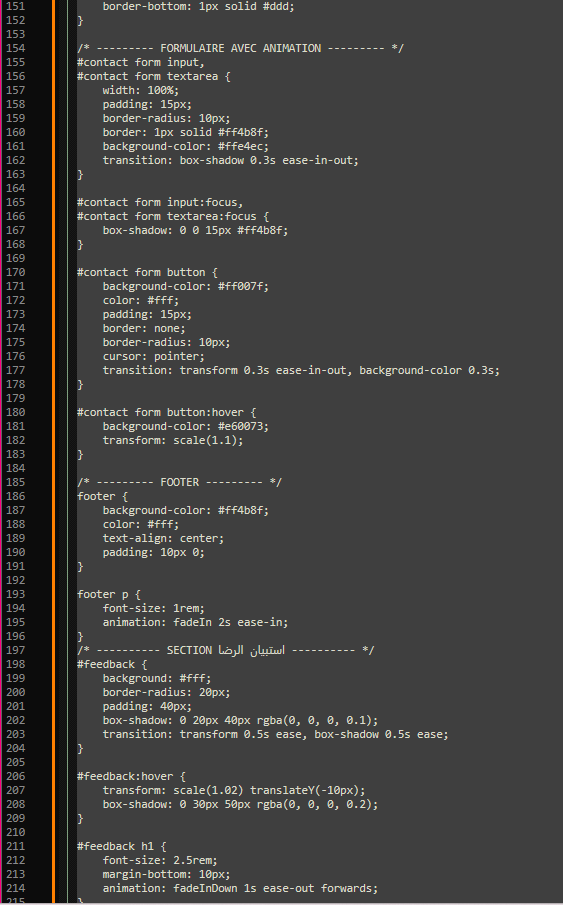 151 border-bottom: 1px solid #ddd;
152 }
153
154 /* --------- FORMULAIRE AVEC ANIMATION --------- */
155 #contact form input,
156 #contact form textarea {
157 width: 100%;
158 padding: 15px;
159 border-radius: 10px;
160 border: 1px solid #ff4b8f;
161 background-color: #ffe4ec;
162 transition: box-shadow 0.3s ease-in-out;
163 }
164
165 #contact form input:focus,
166 #contact form textarea:focus {
167 box-shadow: 0 0 15px #ff4b8f;
168 }
169
170 #contact form button {
171 background-color: #ff007f;
172 color: #fff;
173 padding: 15px;
174 border: none;
175 border-radius: 10px;
176 cursor: pointer;
177 transition: transform 0.3s ease-in-out, background-color 0.3s;
178 }
179
180 #contact form button:hover {
181 background-color: #e60073;
182 transform: scale(1.1);
183 }
184
185 /* --------- FOOTER --------- */
186 footer {
187 background-color: #ff4b8f;
188 color: #fff;
189 text-align: center;
190 padding: 10px 0;
191 }
192
193 footer p {
194 font-size: 1rem;
195 animation: fadeIn 2s ease-in;
196 }
197 /* ---------- SECTION استبيان الرضا ---------- */
198 #feedback {
199 background: #fff;
200 border-radius: 20px;
201 padding: 40px;
202 box-shadow: 0 20px 40px rgba(0, 0, 0, 0.1);
203 transition: transform 0.5s ease, box-shadow 0.5s ease;
204 }
205
206 #feedback:hover {
207 transform: scale(1.02) translateY(-10px);
208 box-shadow: 0 30px 50px rgba(0, 0, 0, 0.2);
209 }
210
211 #feedback h1 {
212 font-size: 2.5rem;
213 margin-bottom: 10px;
214 animation: fadeInDown 1s ease-out forwards;
215 }